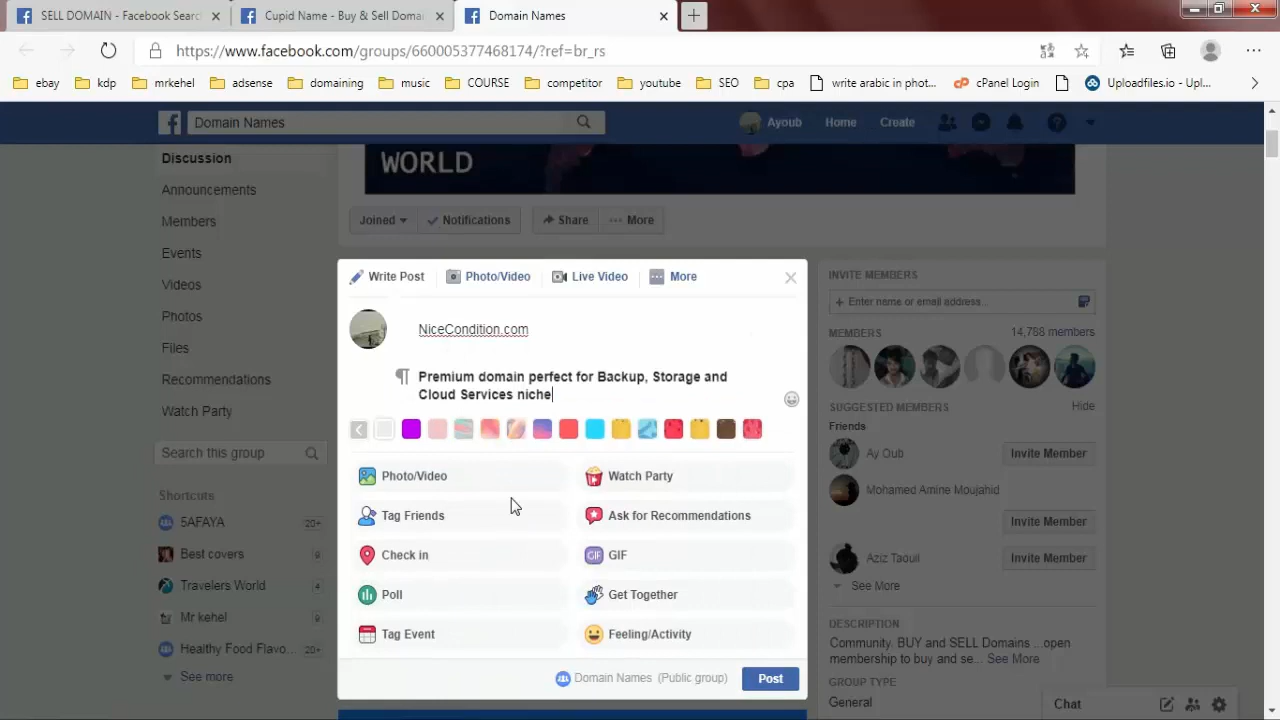 SELL DOMAIN - Facebook Searc
Cupid Name - Buy & Sell Domai
Domain Names
https://www.facebook.com/groups/660005377468174/?ref=br_rs
ebay
kdp
mrkehel
adsense
domaining
music
COURSE
competitor
youtube
SEO
cpa
write arabic in phot...
cPanel Login
Uploadfiles.io - Upl...
Domain Names
Ayoub
Home
Create
Discussion
Announcements
Members
Events
Videos
Photos
Files
Recommendations
Watch Party
Search this group
Shortcuts
5AFAYA 20+
Best covers 6
Travelers World 4
Mr kehel 9
Healthy Food Flavo... 20+
See more
WORLD
Joined
Notifications
Share
More
Write Post
Photo/Video
Live Video
More
NiceCondition.com
Premium domain perfect for Backup, Storage and
Cloud Services niche
Photo/Video
Watch Party
Tag Friends
Ask for Recommendations
Check in
GIF
GIF
Poll
Get Together
Tag Event
Feeling/Activity
Domain Names (Public group)
Post
INVITE MEMBERS
+ Enter name or email address...
MEMBERS
14,788 members
SUGGESTED MEMBERS
Hide
Friends
Ay Oub
Invite Member
Mohamed Amine Moujahid
Invite Member
Aziz Taouil
Invite Member
See More
DESCRIPTION
Community. BUY and SELL Domains ...open
membership to buy and se... See More
GROUP TYPE
General
Chat